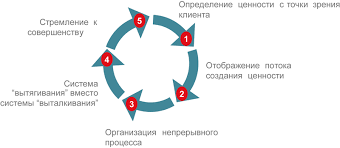 Определение ценности с точки зрения
клиента
1
Отображение потока
создания ценности
2
Организация непрерывного
процесса
3
Система
"вытягивания" вместо
системы "выталкивания"
4
Стремление к
совершенству
5